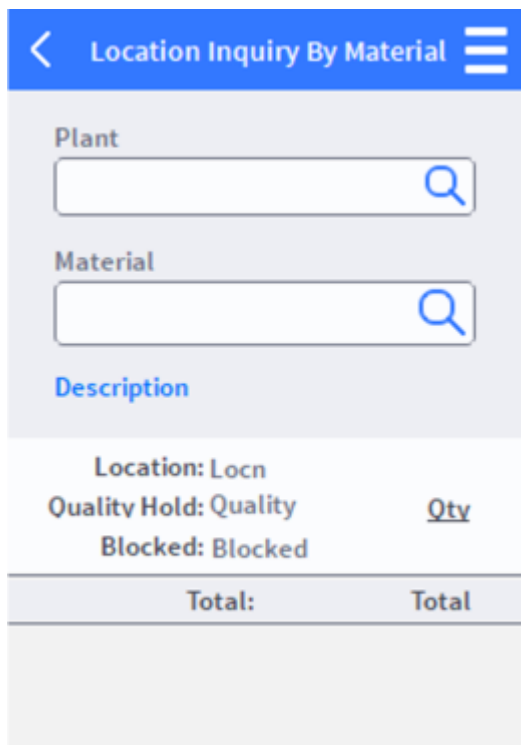 Location Inquiry By Material
Plant
Material
Description
Location: Locn
Quality Hold: Quality Qty
Blocked: Blocked
Total: Total